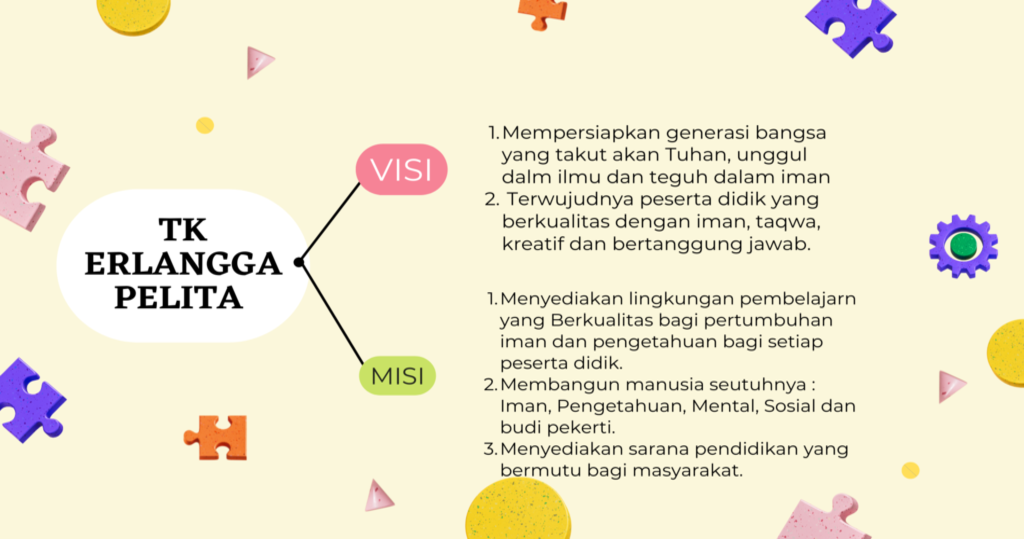 TK
ERLANGGA
PELITA
VISI
1. Mempersiapkan generasi bangsa
yang takut akan Tuhan, unggul
dalm ilmu dan teguh dalam iman
2. Terwujudnya peserta didik yang
berkualitas dengan iman, taqwa,
kreatif dan bertanggung jawab.
MISI
1. Menyediakan lingkungan pembelajarn
yang Berkualitas bagi pertumbuhan
iman dan pengetahuan bagi setiap
peserta didik.
2. Membangun manusia seutuhnya :
Iman, Pengetahuan, Mental, Sosial dan
budi pekerti.
3. Menyediakan sarana pendidikan yang
bermutu bagi masyarakat.